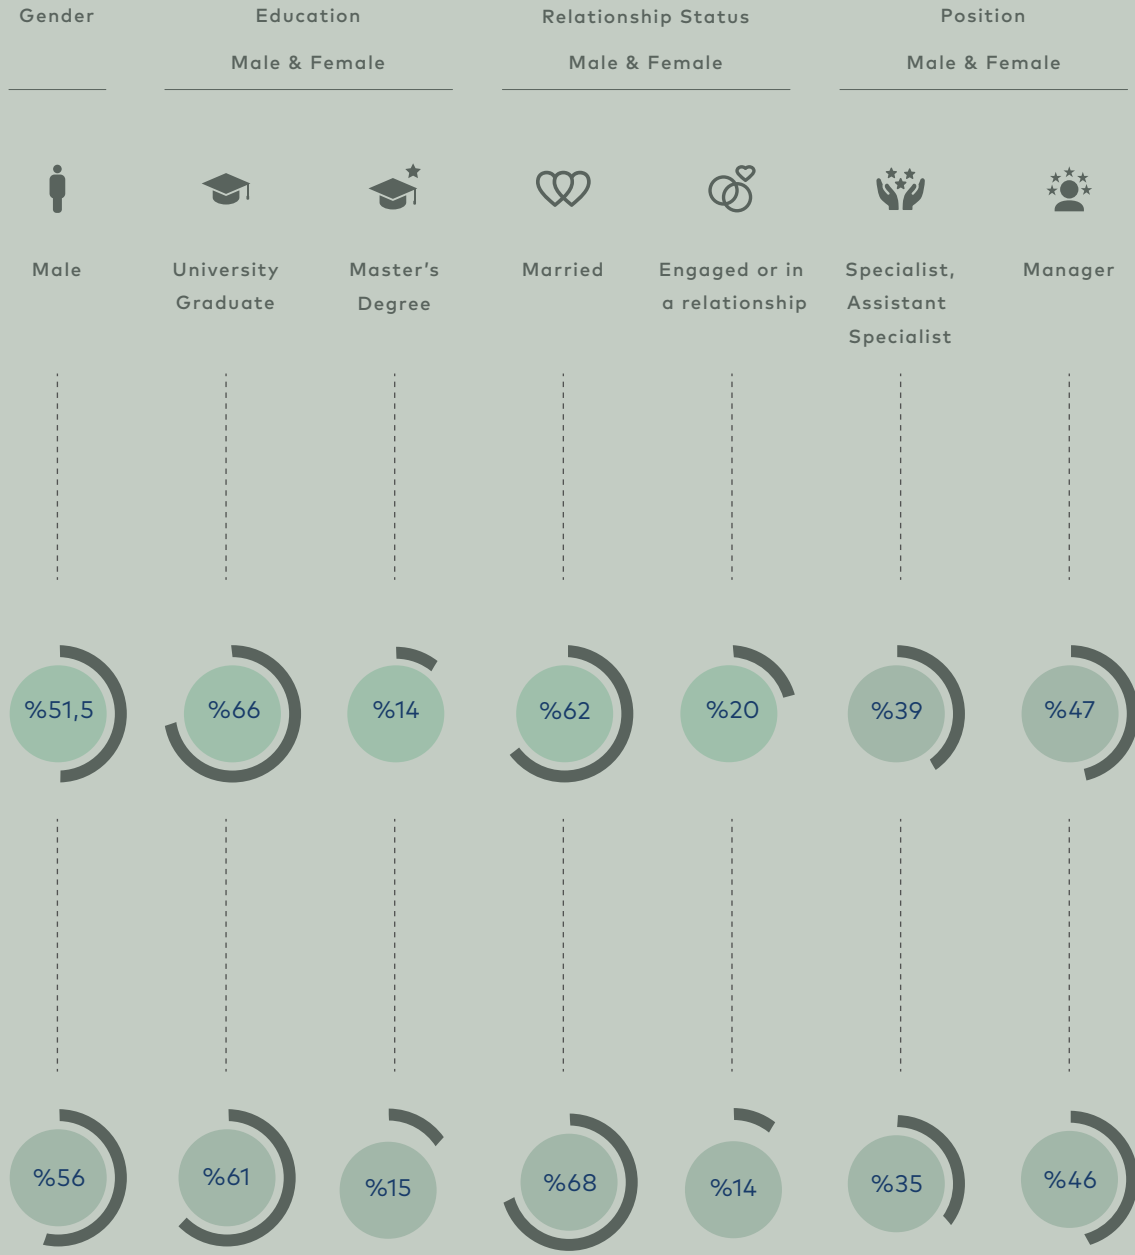 Gender
Education
Male & Female
Relationship Status
Male & Female
Position
Male & Female
Male
University
Graduate
Master's
Degree
Married
Engaged or in
a relationship
Specialist,
Assistant
Specialist
Manager
%51,5
%66
%14
%62
%20
%39
%47
%56
%61
%15
%68
%14
%35
%46